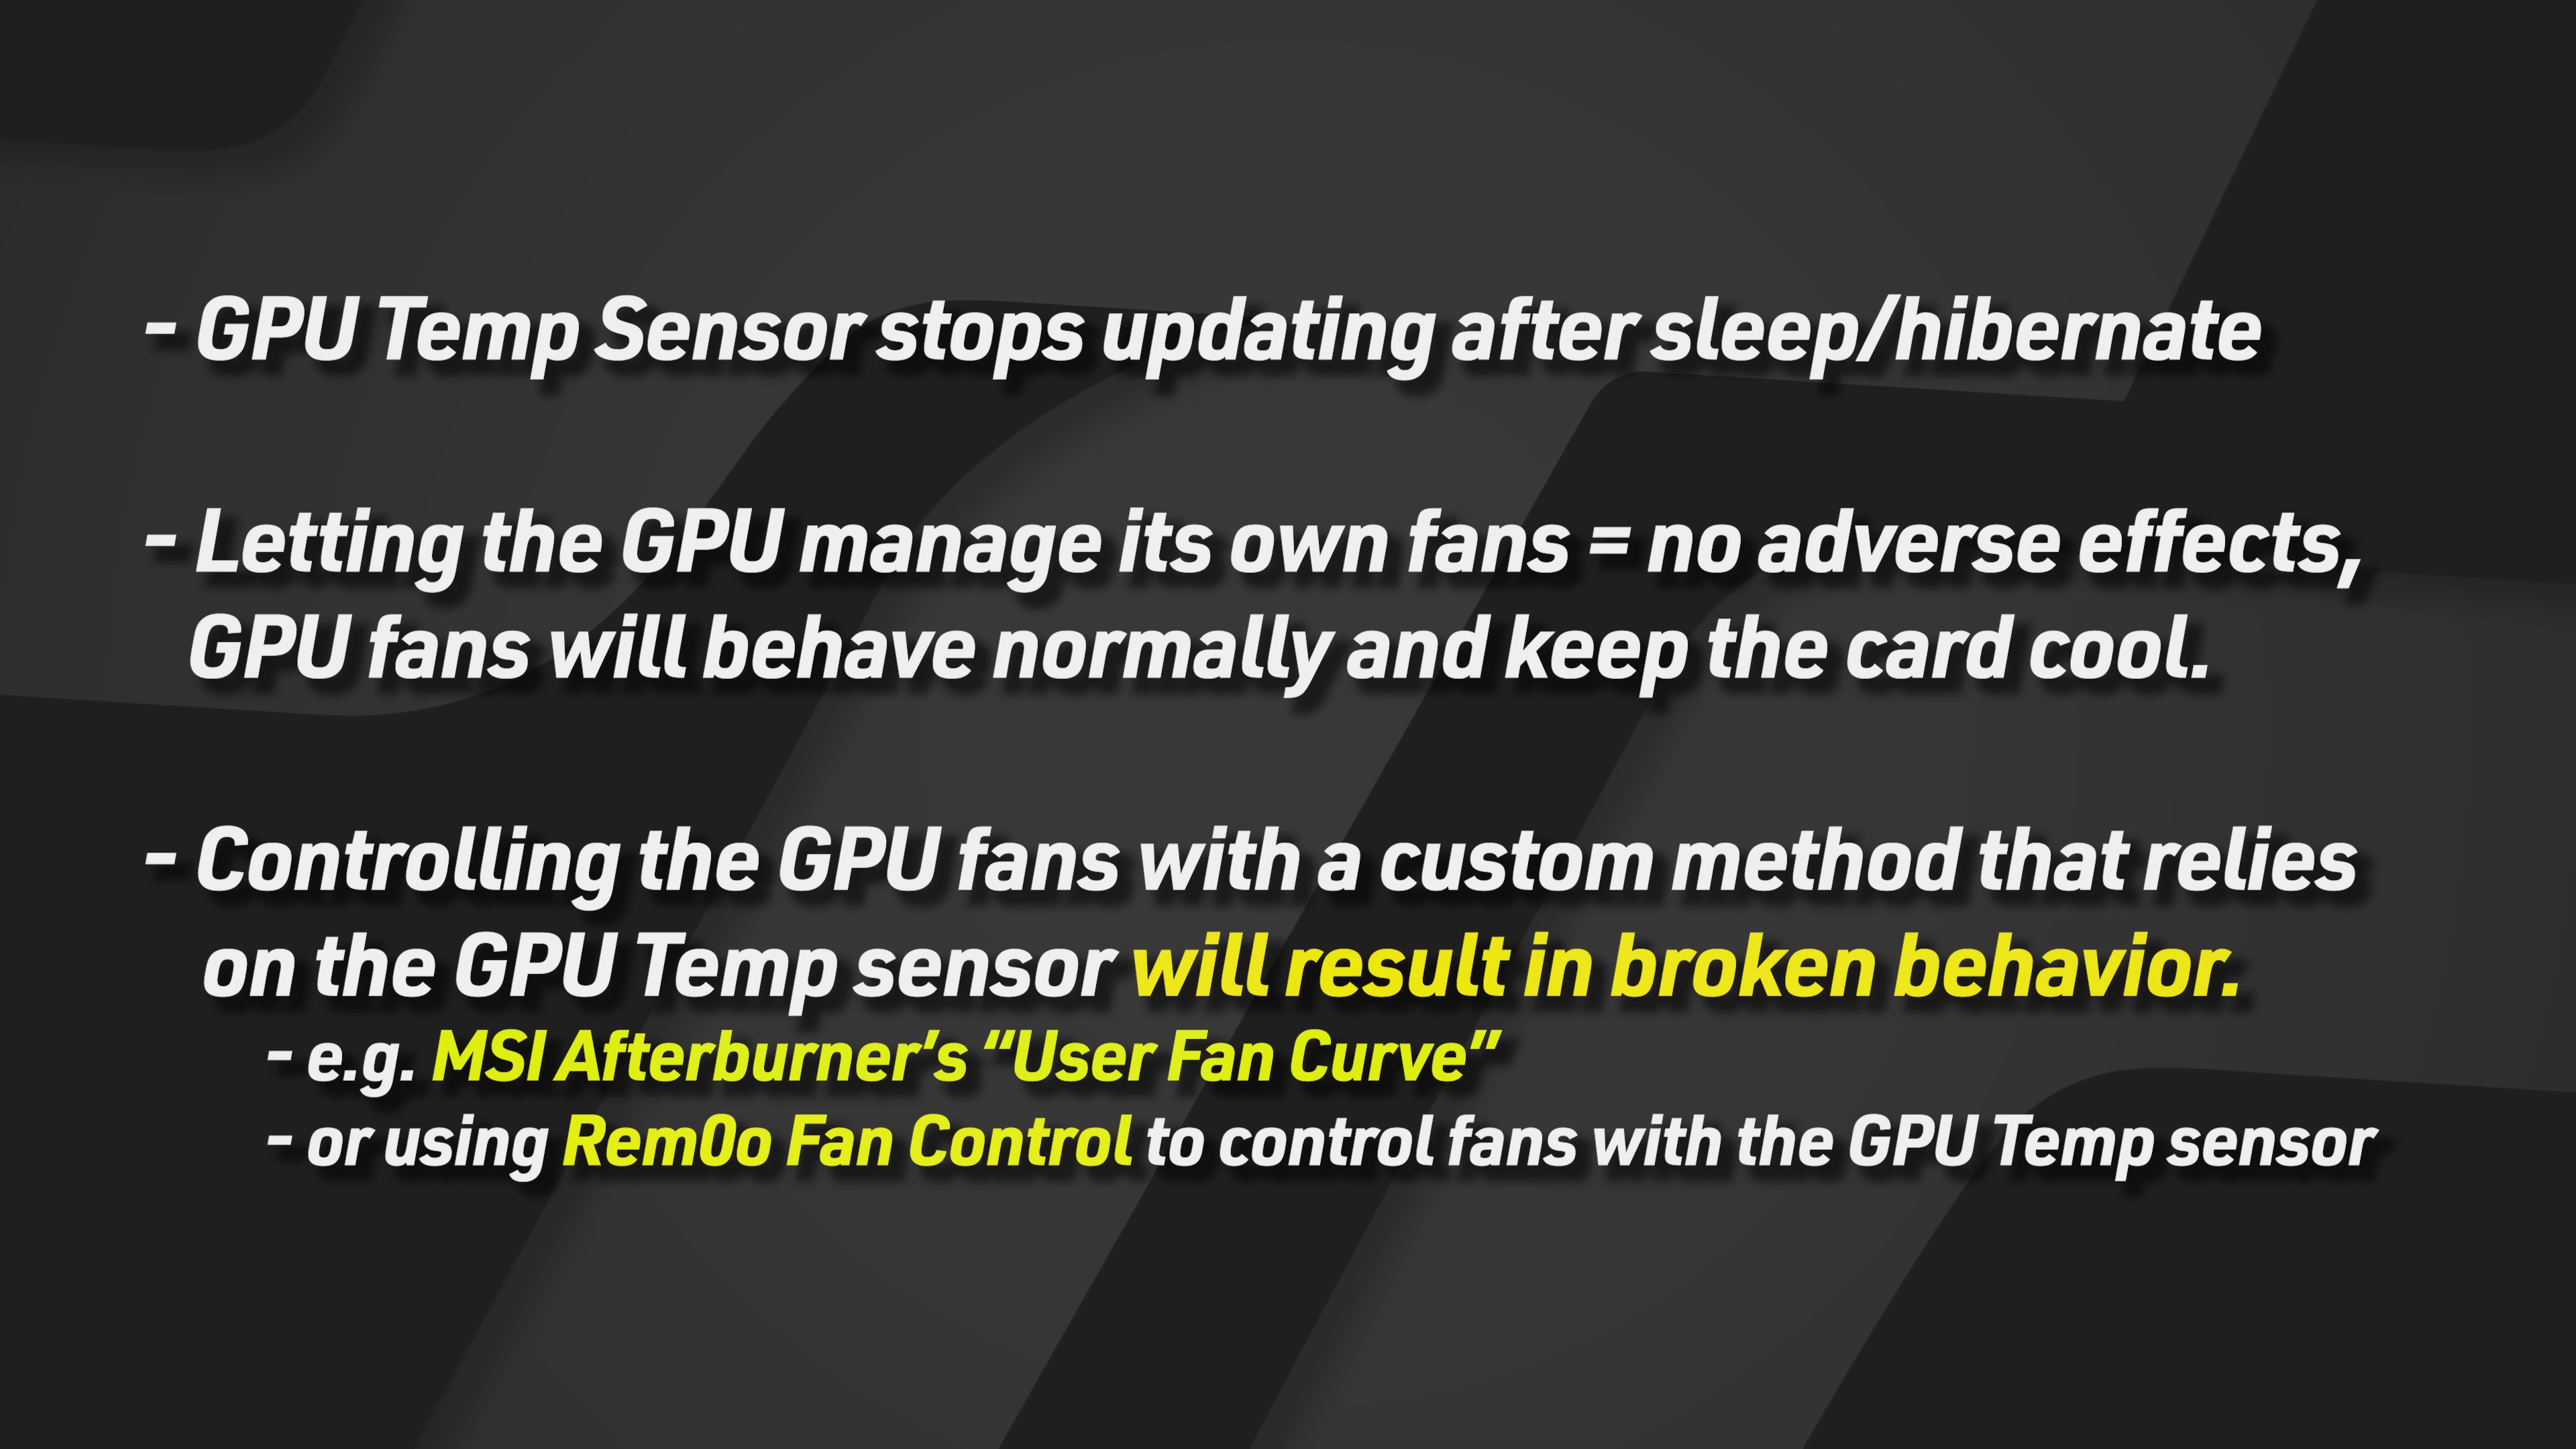 - GPU Temp Sensor stops updating after sleep/hibernate
- Letting the GPU manage its own fans = no adverse effects,
GPU fans will behave normally and keep the card cool.
- Controlling the GPU fans with a custom method that relies
on the GPU Temp sensor will result in broken behavior.
- e.g. MSI Afterburner’s “User Fan Curve”
- or using Rem0o Fan Control to control fans with the GPU Temp sensor